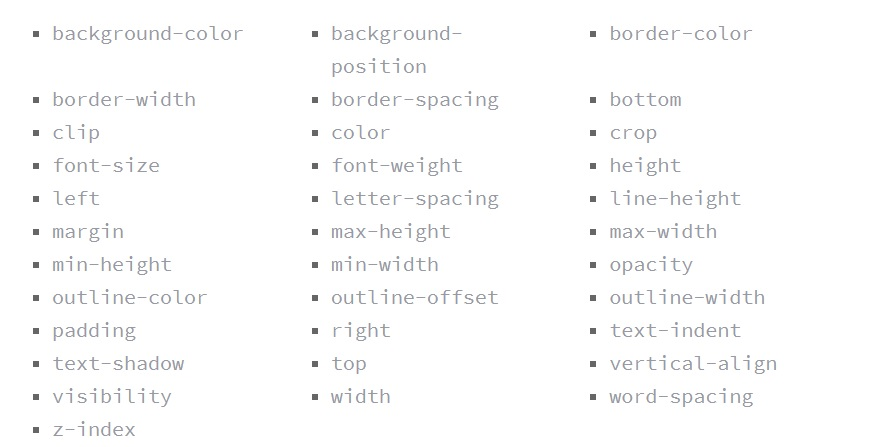 background-color background- border-color
position
border-width border-spacing bottom
clip color crop
font-size font-weight height
left letter-spacing line-height
margin max-height max-width
min-height min-width opacity
outline-color outline-offset outline-width
padding right text-indent
text-shadow top vertical-align
visibility width word-spacing
z-index